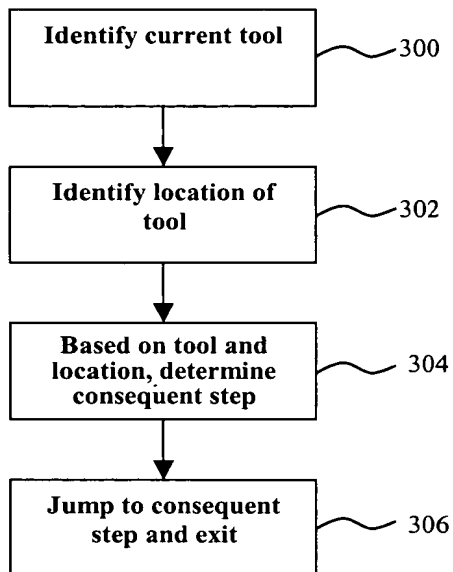 Identify current tool
300
Identify location of
tool
302
Based on tool and
location, determine
consequent step
304
Jump to consequent
step and exit
306